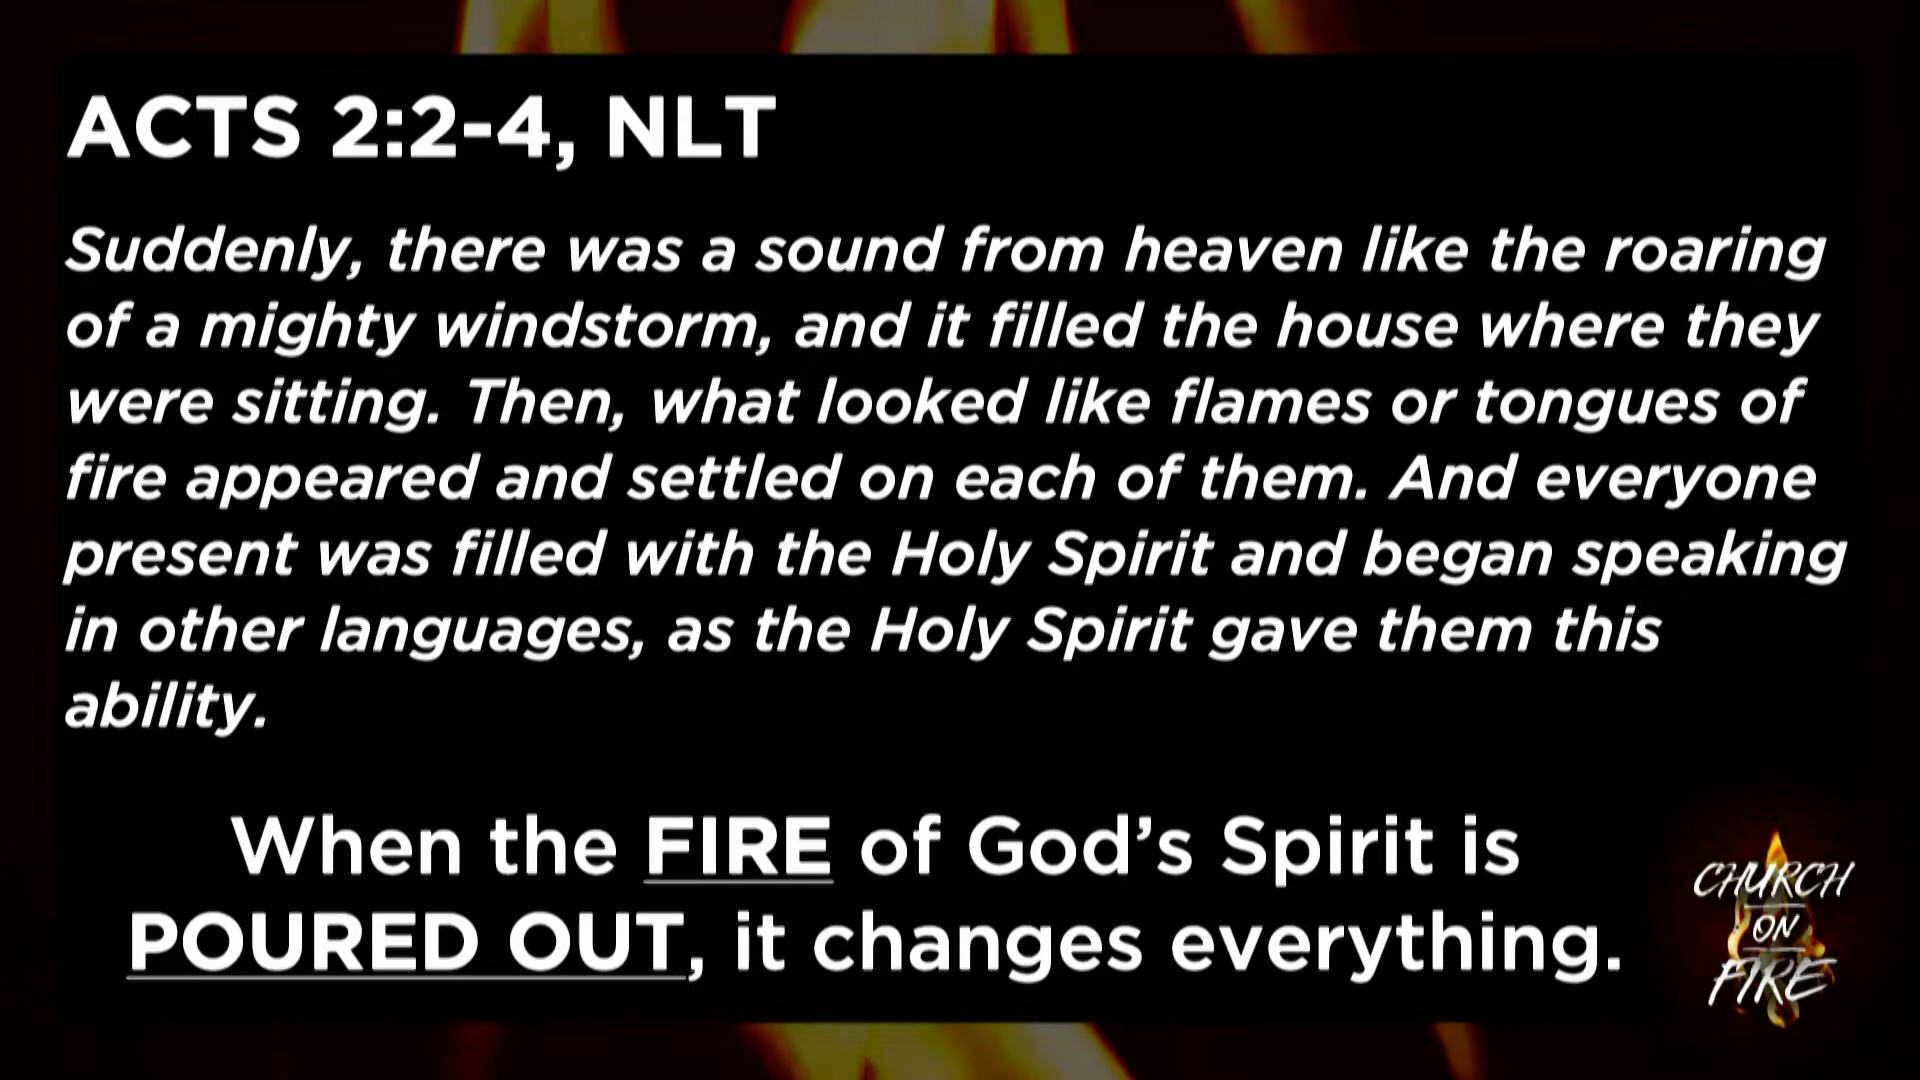 ACTS 2:2-4, NLT
Suddenly, there was a sound from heaven like the roaring
of a mighty windstorm, and it filled the house where they
were sitting. Then, what looked like flames or tongues of
fire appeared and settled on each of them. And everyone
present was filled with the Holy Spirit and began speaking
in other languages, as the Holy Spirit gave them this
ability.
When the FIRE of God’s Spirit is
POURED OUT, it changes everything.
CHURCH
ON
FIRE